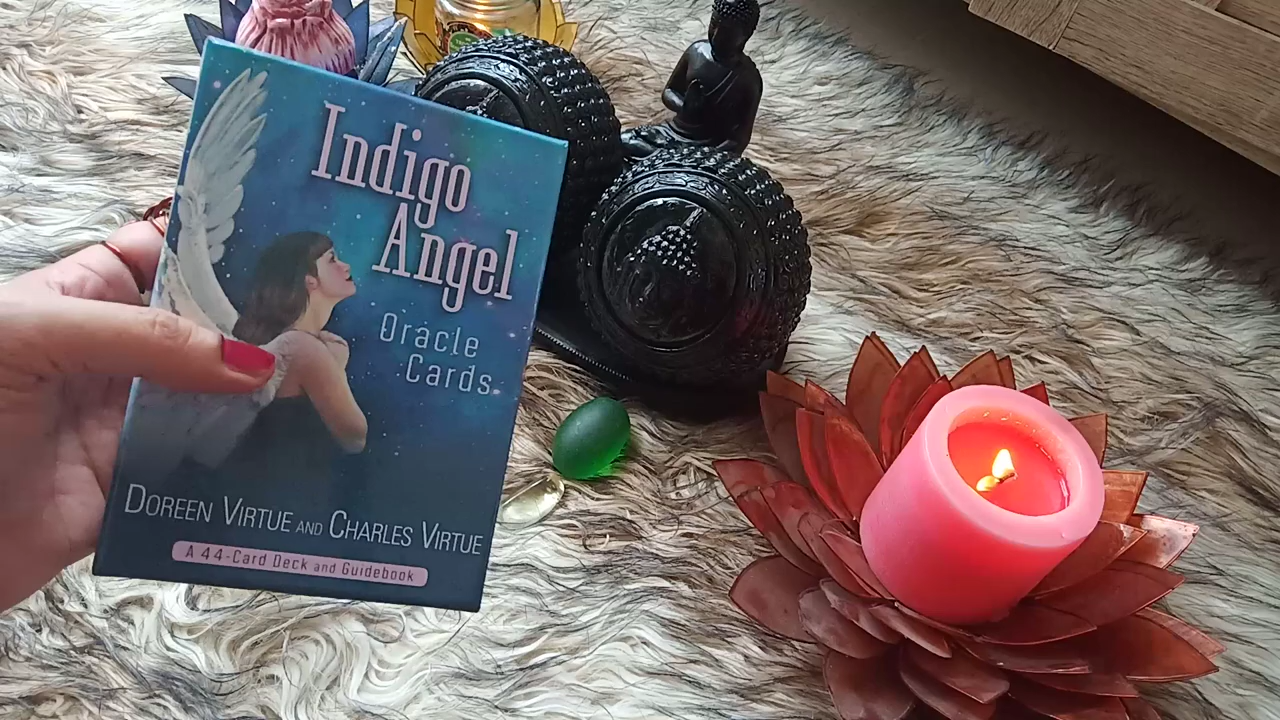 Indigo
Angel
Oracle
Cards
DOREEN VIRTUE AND CHARLES VIRTUE
A 44-Card Deck and Guidebook